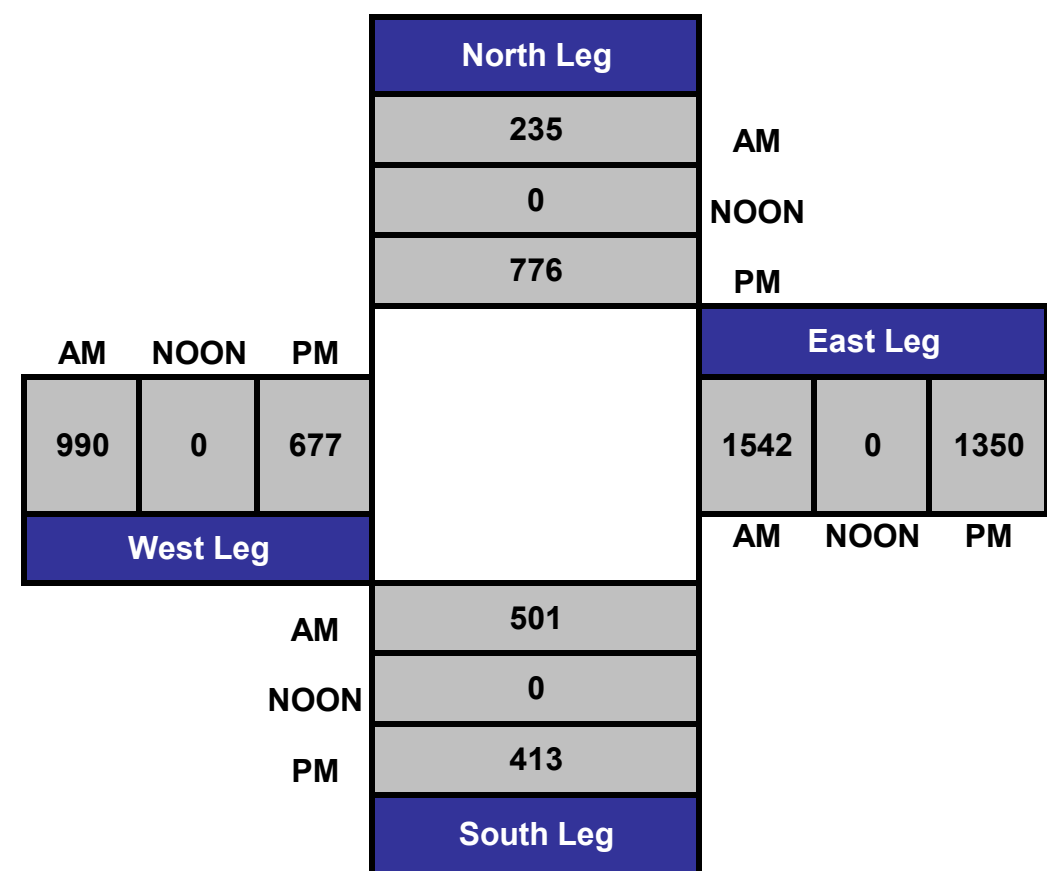 North Leg
235
AM
0
NOON
776
PM
AM NOON PM
East Leg
990 0 677
1542 0 1350
West Leg
AM NOON PM
AM
501
NOON
0
PM
413
South Leg